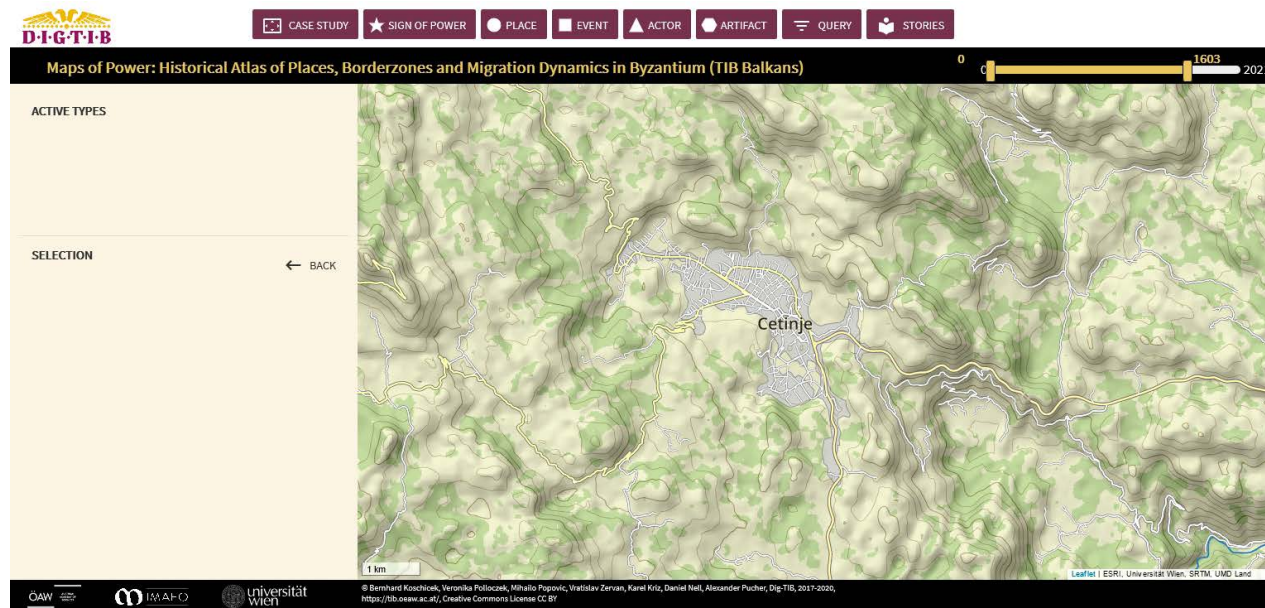 D·I·G·T·I·B
CASE STUDY
SIGN OF POWER
PLACE
EVENT
ACTOR
ARTIFACT
QUERY
STORIES
Maps of Power: Historical Atlas of Places, Borderzones and Migration Dynamics in Byzantium (TIB Balkans)
0
0
1603
202
ACTIVE TYPES
SELECTION
← BACK
Cetinje
1 km
Leaflet | ESRI, Universität Wien, SRTM, UMD Land
ÖAW
IMAFO
universität
wien
© Bernhard Koschicek, Veronika Polloczek, Mihailo Popovic, Vratislav Zervan, Karel Kriz, Daniel Nell, Alexander Pucher, Dig-TIB, 2017-2020,
https://tib.oeaw.ac.at/, Creative Commons License CC BY